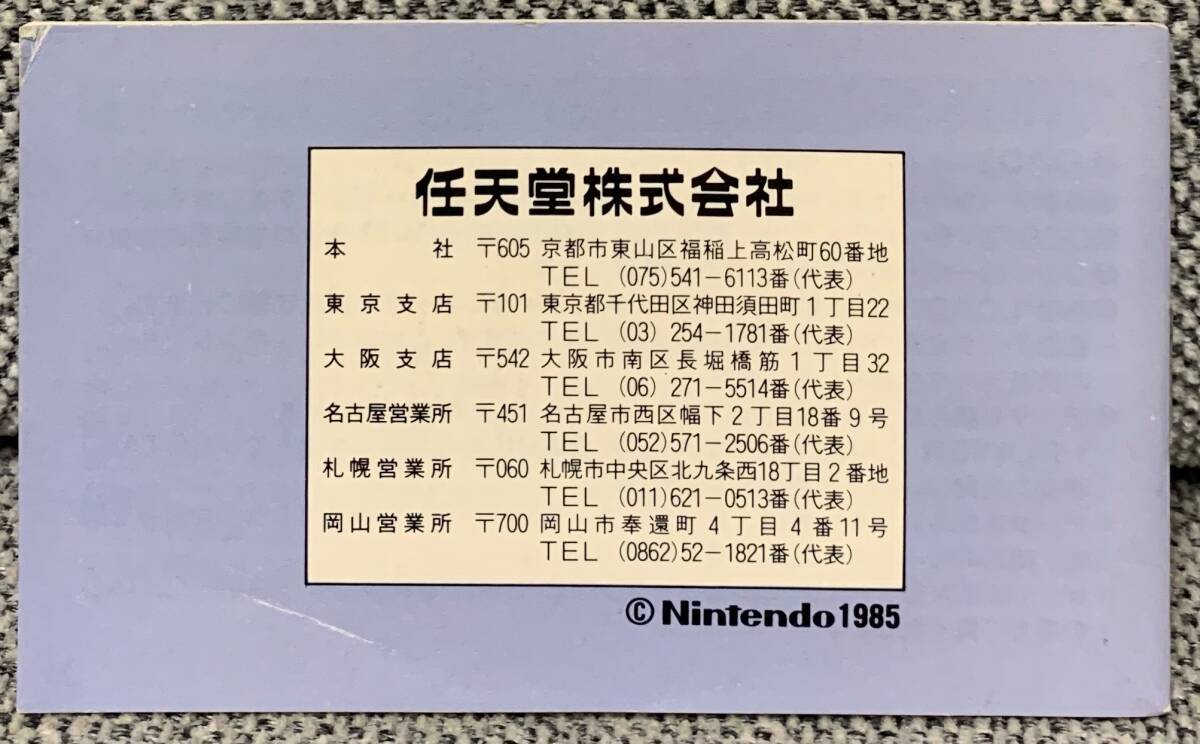 任天堂株式会社
本社 〒605 京都市東山区福稲上高松町60番地
TEL (075)541-6113番(代表)
東京支店 〒101 東京都千代田区神田須田町1丁目22
TEL (03) 254-1781番(代表)
大阪支店 〒542 大阪市南区長堀橋筋1丁目32
TEL (06) 271-5514番(代表)
名古屋営業所 〒451 名古屋市西区幅下2丁目18番9号
TEL (052)571-2506番(代表)
札幌営業所 〒060 札幌市中央区北九条西18丁目2番地
TEL (011)621-0513番(代表)
岡山営業所 〒700 岡山市奉還町4丁目4番11号
TEL (0862)52-1821番(代表)
©Nintendo1985